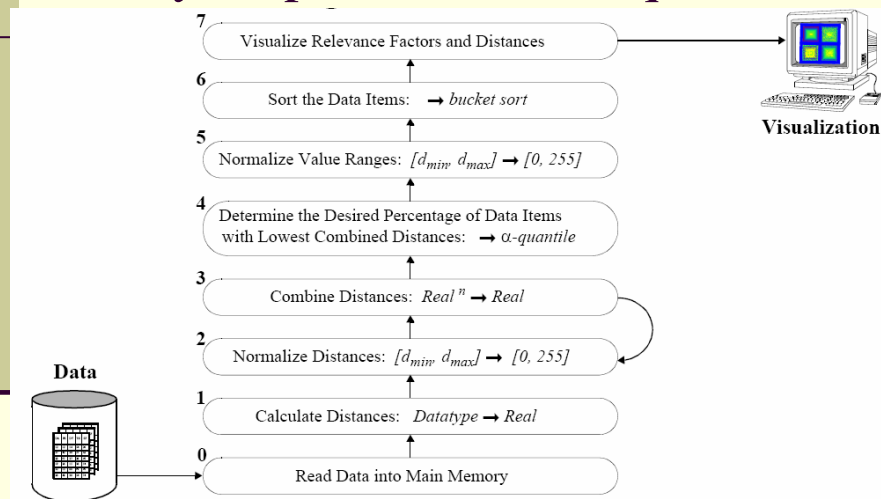 7
Visualize Relevance Factors and Distances
Visualization
6
Sort the Data Items: → bucket sort
5
Normalize Value Ranges: [dmin, dmax] → [0, 255]
4
Determine the Desired Percentage of Data Items
with Lowest Combined Distances: → α-quantile
3
Combine Distances: Real n → Real
2
Normalize Distances: [dmin, dmax] → [0, 255]
Data
1
Calculate Distances: Datatype → Real
0
Read Data into Main Memory